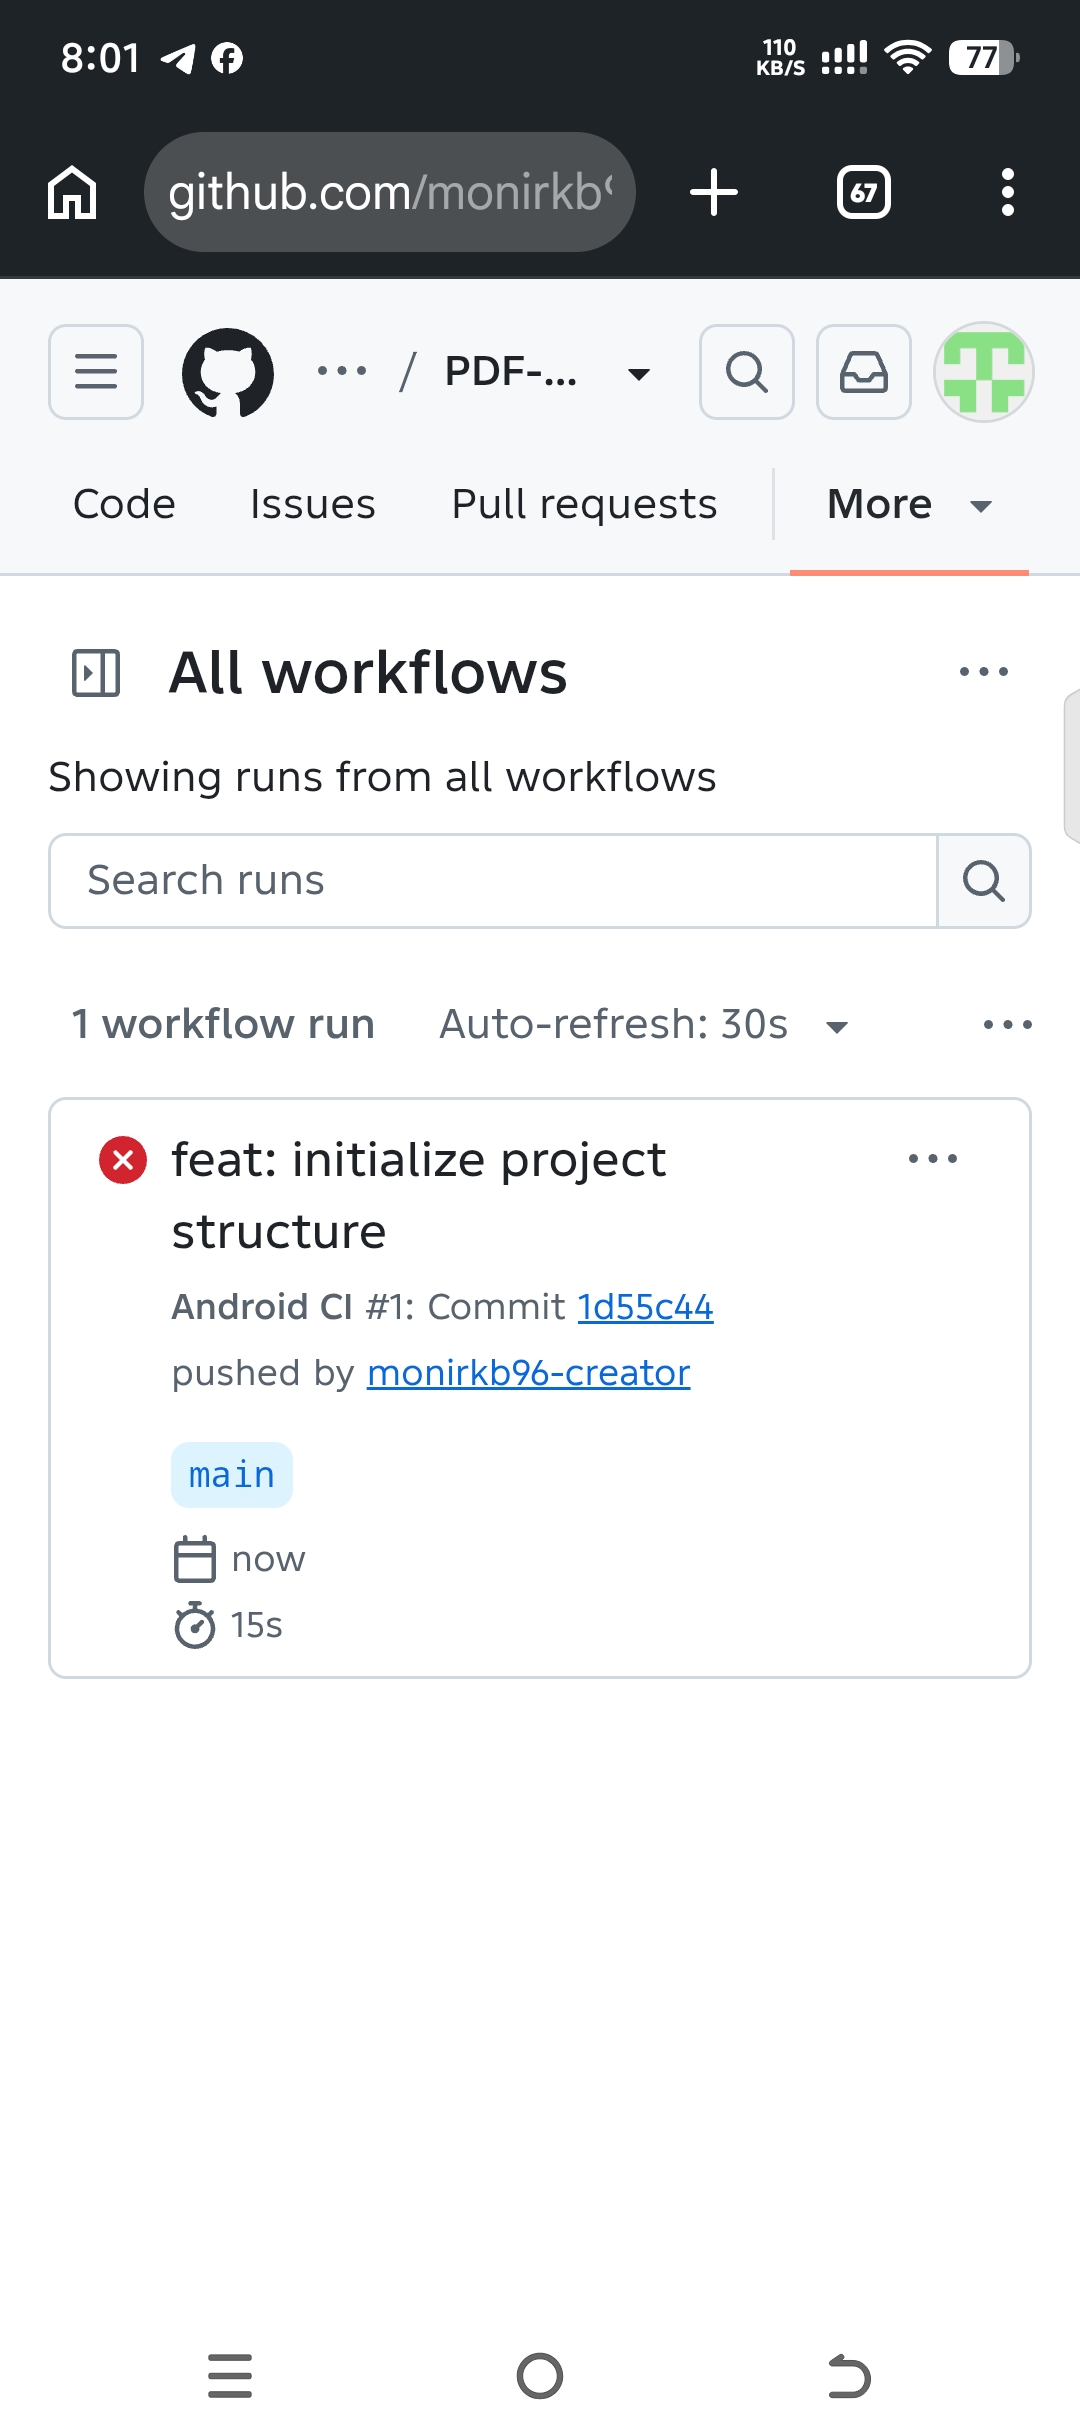 8:01
110 KB/S
77
github.com/monirkb
67
... / PDF-...
Code Issues Pull requests More
All workflows
Showing runs from all workflows
Search runs
1 workflow run Auto-refresh: 30s
feat: initialize project
structure
Android CI #1: Commit 1d55c44
pushed by monirkb96-creator
main
now
15s